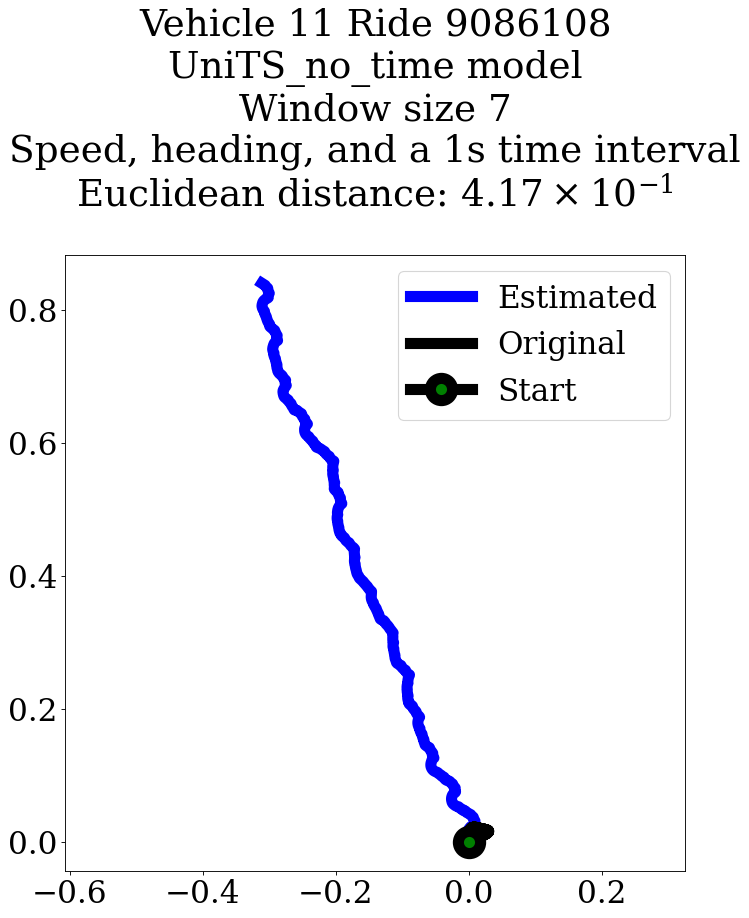 Vehicle 11 Ride 9086108
UniTS_no_time model
Window size 7
Speed, heading, and a 1s time interval
Euclidean distance: 4.17 × 10⁻¹
Estimated
Original
Start
0.8
0.6
0.4
0.2
0.0
−0.6 −0.4 −0.2 0.0 0.2